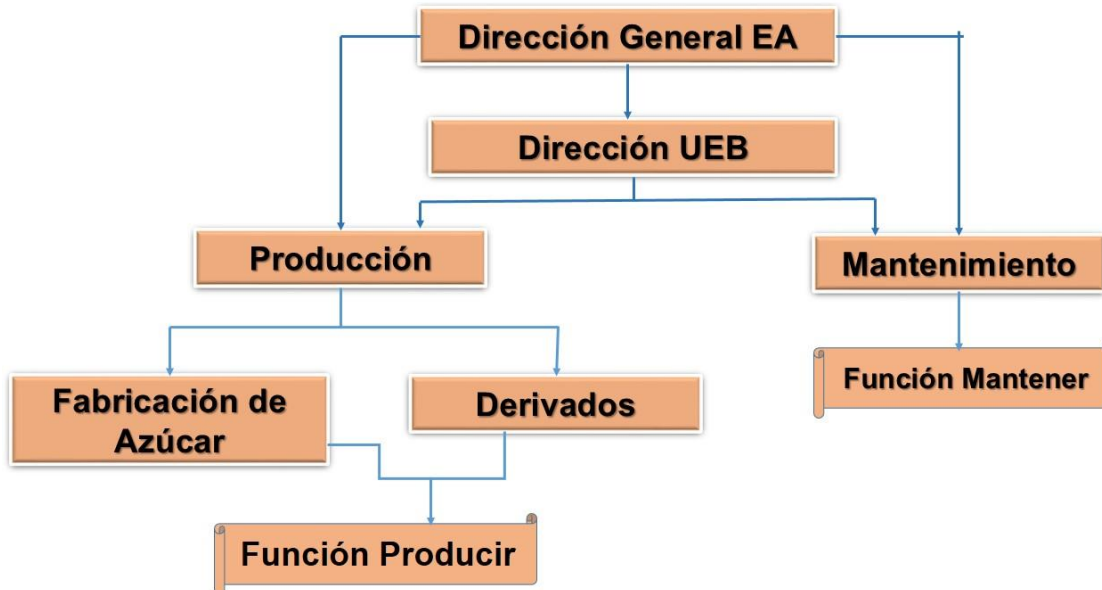 Dirección General EA
Dirección UEB
Producción
Mantenimiento
Fabricación de
Azúcar
Derivados
Función Mantener
Función Producir